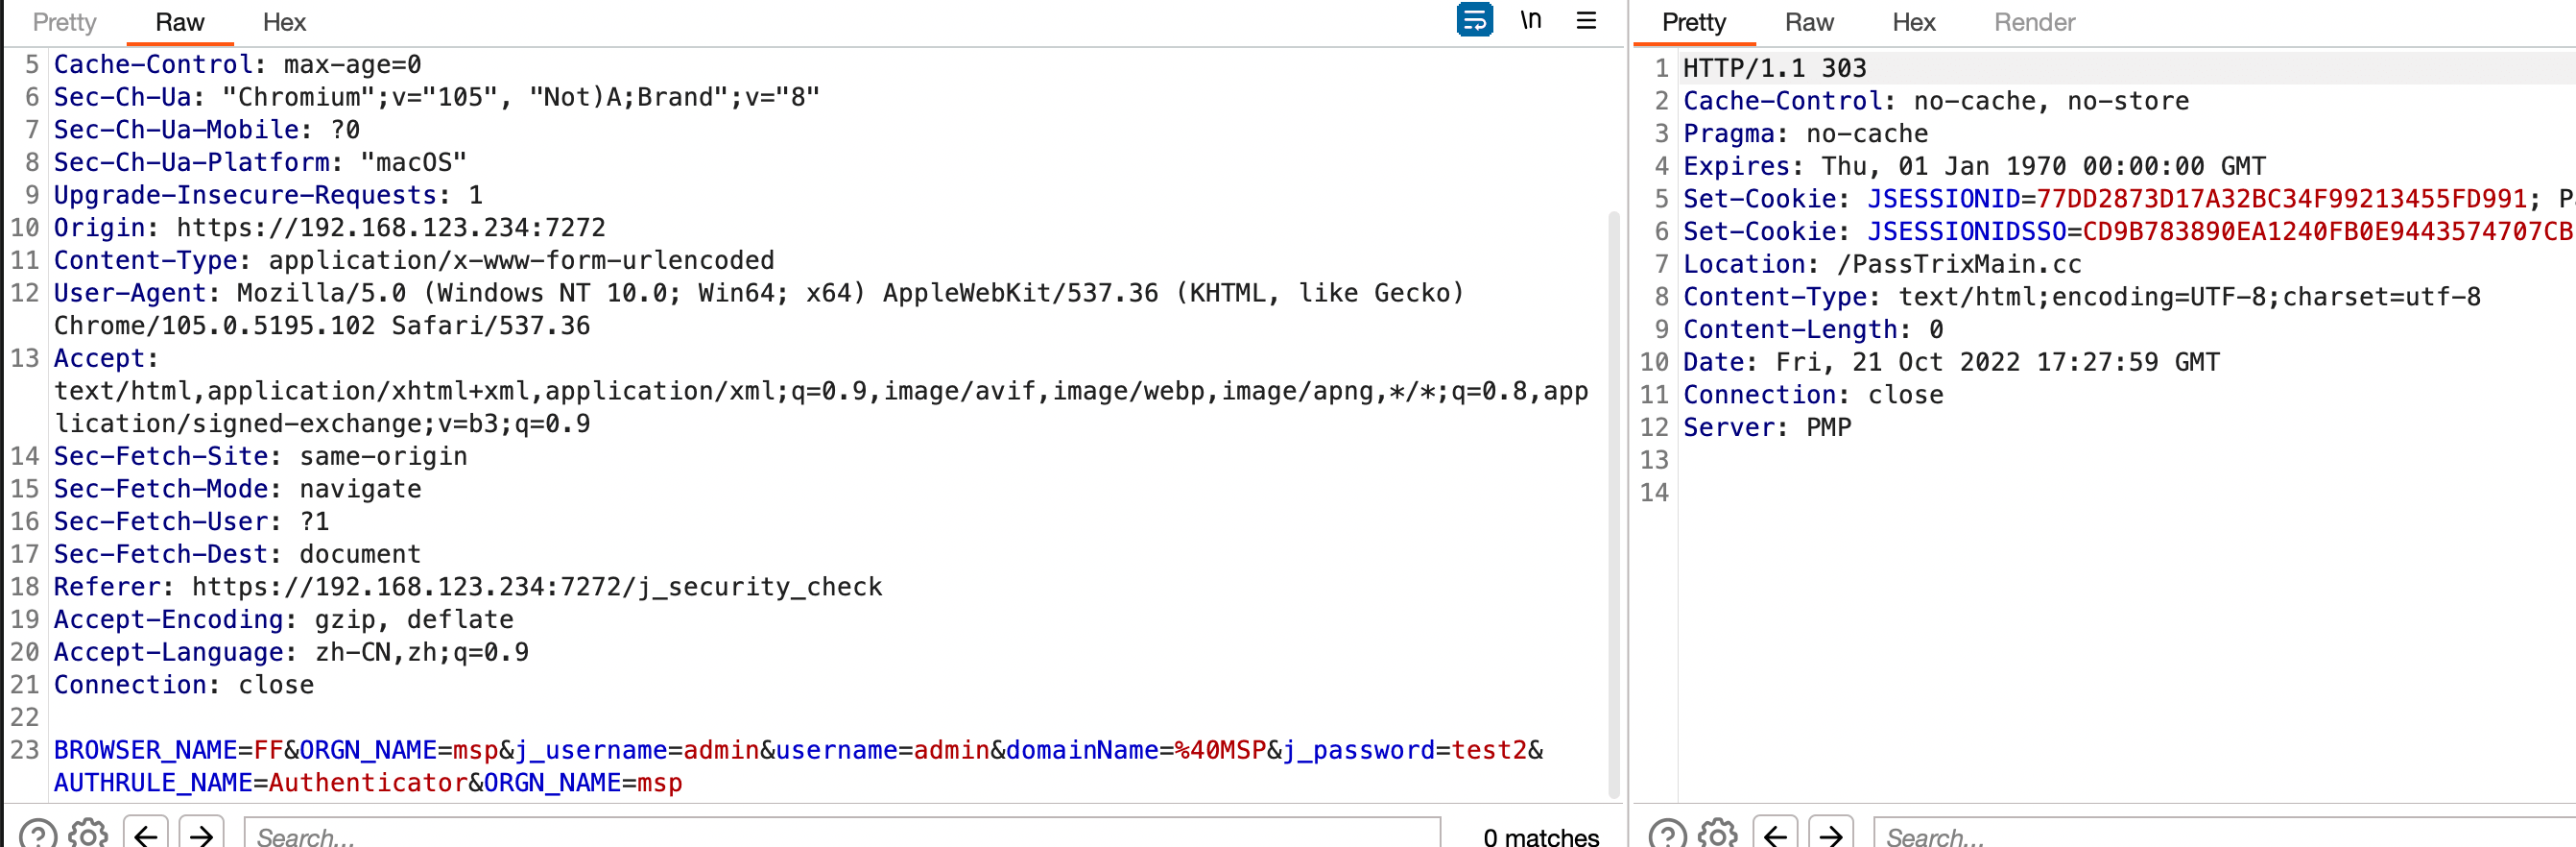 Pretty Raw Hex \n
5 Cache-Control: max-age=0
6 Sec-Ch-Ua: "Chromium";v="105", "Not)A;Brand";v="8"
7 Sec-Ch-Ua-Mobile: ?0
8 Sec-Ch-Ua-Platform: "macOS"
9 Upgrade-Insecure-Requests: 1
10 Origin: https://192.168.123.234:7272
11 Content-Type: application/x-www-form-urlencoded
12 User-Agent: Mozilla/5.0 (Windows NT 10.0; Win64; x64) AppleWebKit/537.36 (KHTML, like Gecko)
Chrome/105.0.5195.102 Safari/537.36
13 Accept:
text/html,application/xhtml+xml,application/xml;q=0.9,image/avif,image/webp,image/apng,*/*;q=0.8,app
lication/signed-exchange;v=b3;q=0.9
14 Sec-Fetch-Site: same-origin
15 Sec-Fetch-Mode: navigate
16 Sec-Fetch-User: ?1
17 Sec-Fetch-Dest: document
18 Referer: https://192.168.123.234:7272/j_security_check
19 Accept-Encoding: gzip, deflate
20 Accept-Language: zh-CN,zh;q=0.9
21 Connection: close
22
23 BROWSER_NAME=FF&ORGN_NAME=msp&j_username=admin&username=admin&domainName=%40MSP&j_password=test2&
AUTHRULE_NAME=Authenticator&ORGN_NAME=msp
Search... 0 matches
Pretty Raw Hex Render
1 HTTP/1.1 303
2 Cache-Control: no-cache, no-store
3 Pragma: no-cache
4 Expires: Thu, 01 Jan 1970 00:00:00 GMT
5 Set-Cookie: JSESSIONID=77DD2873D17A32BC34F99213455FD991; P
6 Set-Cookie: JSESSIONIDSSO=CD9B783890EA1240FB0E9443574707CB
7 Location: /PassTrixMain.cc
8 Content-Type: text/html;encoding=UTF-8;charset=utf-8
9 Content-Length: 0
10 Date: Fri, 21 Oct 2022 17:27:59 GMT
11 Connection: close
12 Server: PMP
13
14
Search...